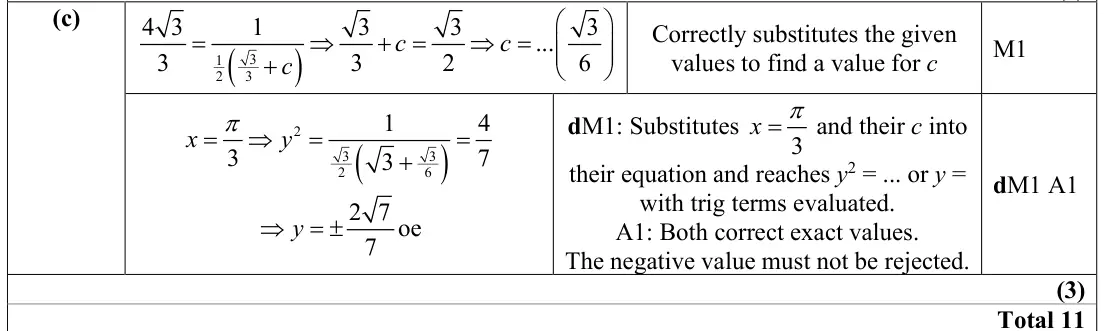 (c)
4√3/3 = 1/(½(√3/3 + c)) ⇒ √3/3 + c = √3/2 ⇒ c = ...(√3/6)
Correctly substitutes the given
values to find a value for c
M1
x = π/3 ⇒ y² = 1/(√3/2(√3 + √3/6)) = 4/7
⇒ y = ± 2√7/7 oe
dM1: Substitutes x = π/3 and their c into
their equation and reaches y² = ... or y =
with trig terms evaluated.
A1: Both correct exact values.
The negative value must not be rejected.
dM1 A1
(3)
Total 11